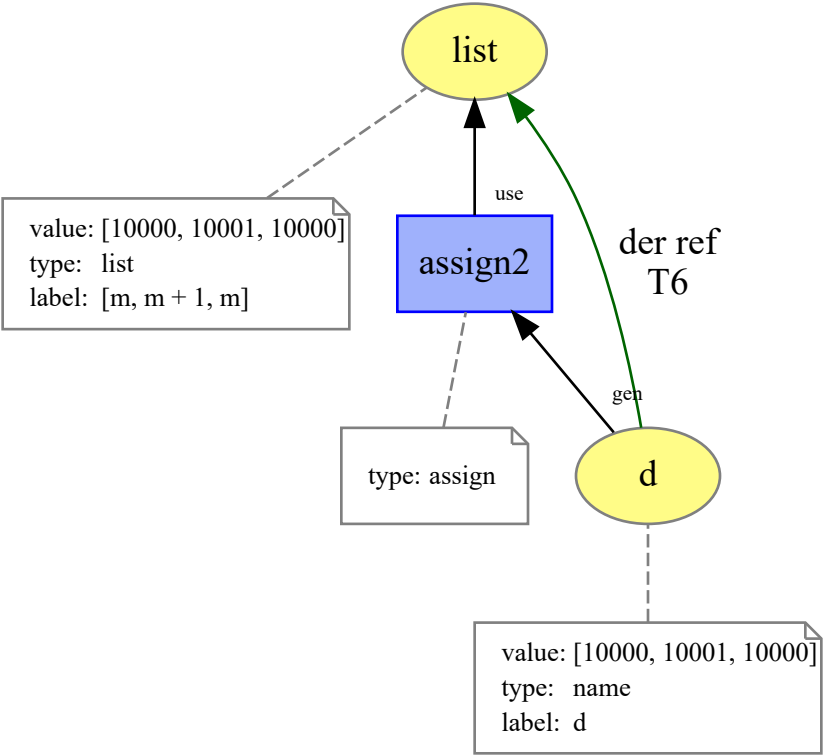 list
use
value: [10000, 10001, 10000]
type: list
label: [m, m + 1, m]
assign2
der ref
T6
gen
type: assign
d
value: [10000, 10001, 10000]
type: name
label: d